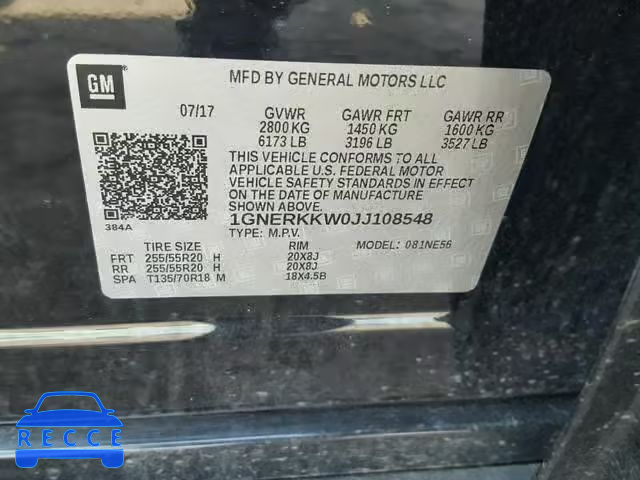 GM
MFD BY GENERAL MOTORS LLC
07/17 GVWR GAWR FRT GAWR RR
2800 KG 1450 KG 1600 KG
6173 LB 3196 LB 3527 LB
THIS VEHICLE CONFORMS TO ALL
APPLICABLE U.S. FEDERAL MOTOR
VEHICLE SAFETY STANDARDS IN
EFFECT ON THE DATE OF MANUFACTURE
SHOWN ABOVE.
384A
1GNERKKW0JJ108548
TYPE: M.P.V. MODEL: 081NE56
TIRE SIZE RIM
FRT 255/55R20 H 20X8J
RR 255/55R20 H 20X8J
SPA T135/70R18 M 18X4.5B
RECCE